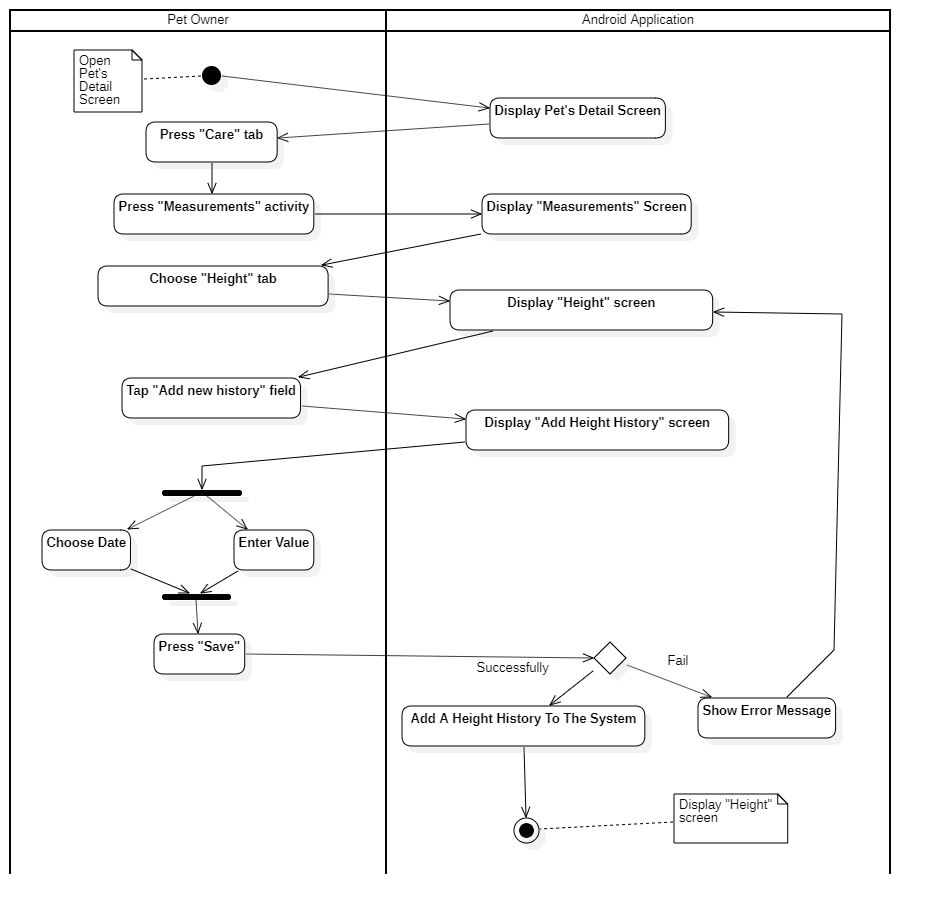 Pet Owner
Android Application
Open
Pet's
Detail
Screen
Display Pet's Detail Screen
Press "Care" tab
Press "Measurements" activity
Display "Measurements" Screen
Choose "Height" tab
Display "Height" screen
Tap "Add new history" field
Display "Add Height History" screen
Choose Date
Enter Value
Press "Save"
Successfully
Fail
Add A Height History To The System
Show Error Message
Display "Height"
screen